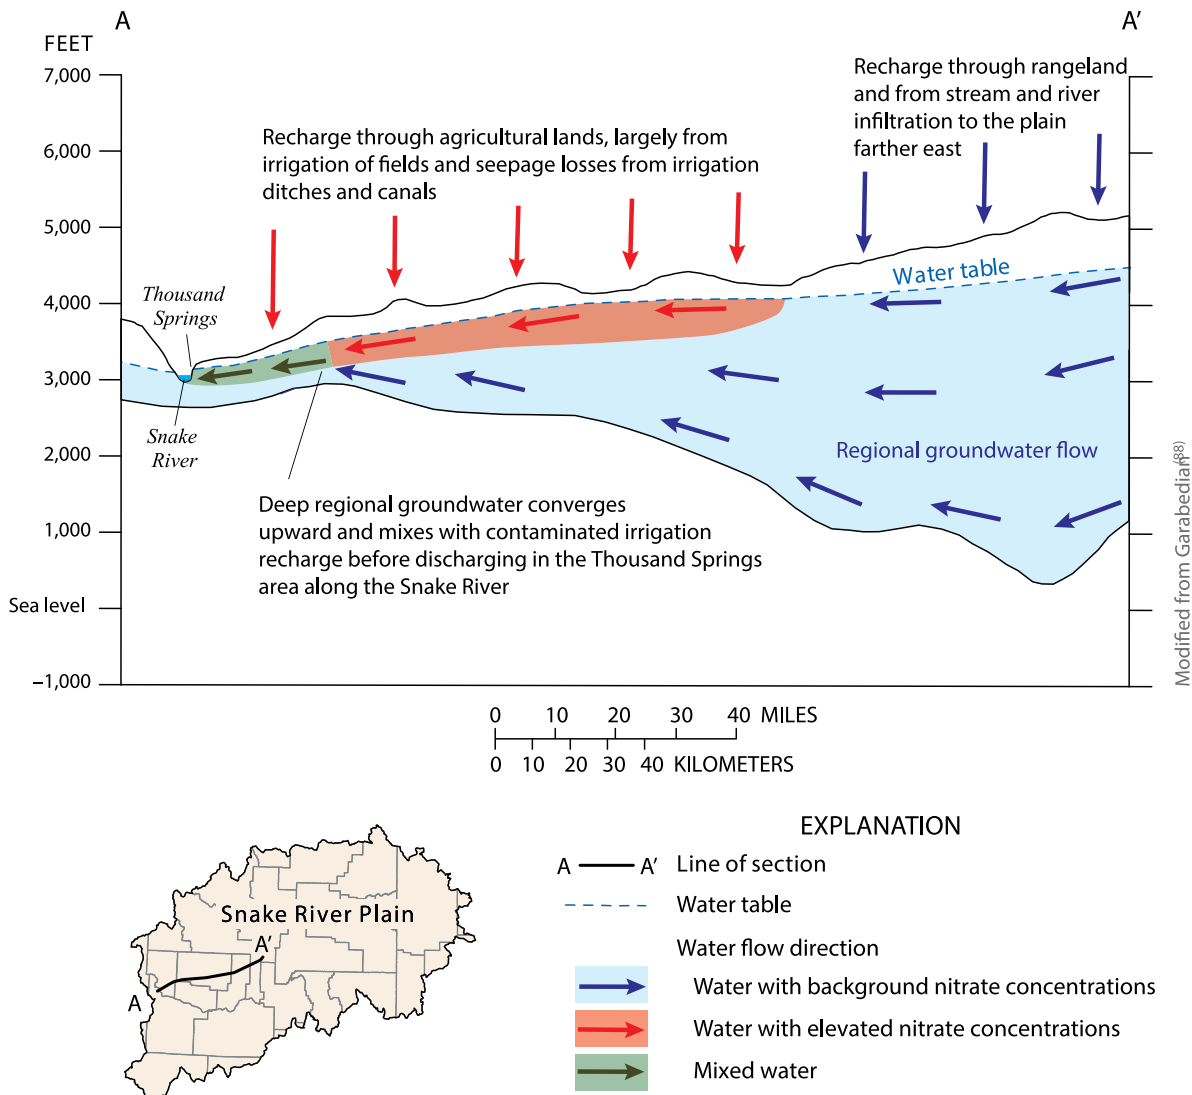 A
A'
FEET
7,000
6,000
5,000
4,000
3,000
2,000
1,000
Sea level
–1,000
Recharge through agricultural lands, largely from
irrigation of fields and seepage losses from irrigation
ditches and canals
Recharge through rangeland
and from stream and river
infiltration to the plain
farther east
Water table
Thousand
Springs
Snake
River
Regional groundwater flow
Deep regional groundwater converges
upward and mixes with contaminated irrigation
recharge before discharging in the Thousand Springs
area along the Snake River
Modified from Garabedian(88)
0 10 20 30 40 MILES
0 10 20 30 40 KILOMETERS
Snake River Plain
A'
A
EXPLANATION
A A' Line of section
Water table
Water flow direction
Water with background nitrate concentrations
Water with elevated nitrate concentrations
Mixed water